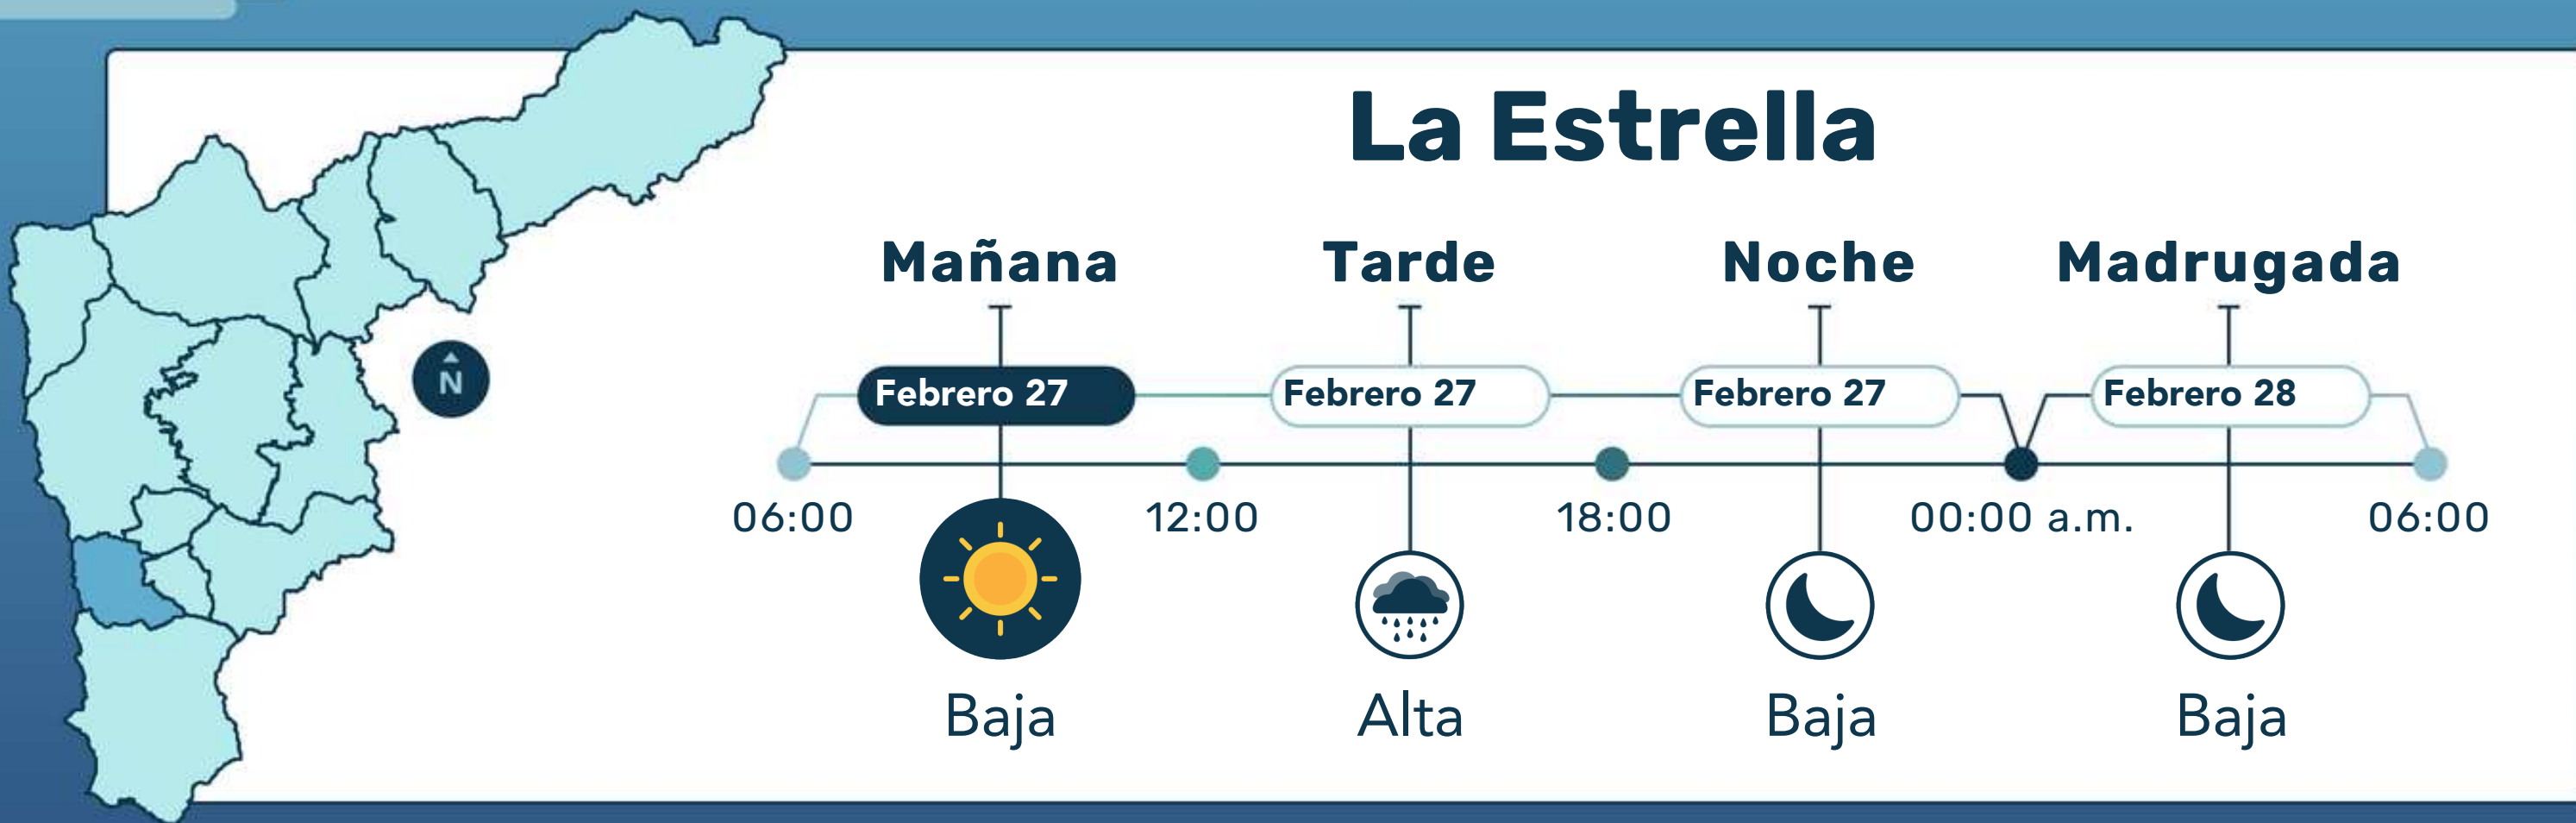 La Estrella
Mañana Tarde Noche Madrugada
Febrero 27 Febrero 27 Febrero 27 Febrero 28
N
06:00 12:00 18:00 00:00 a.m. 06:00
Baja Alta Baja Baja